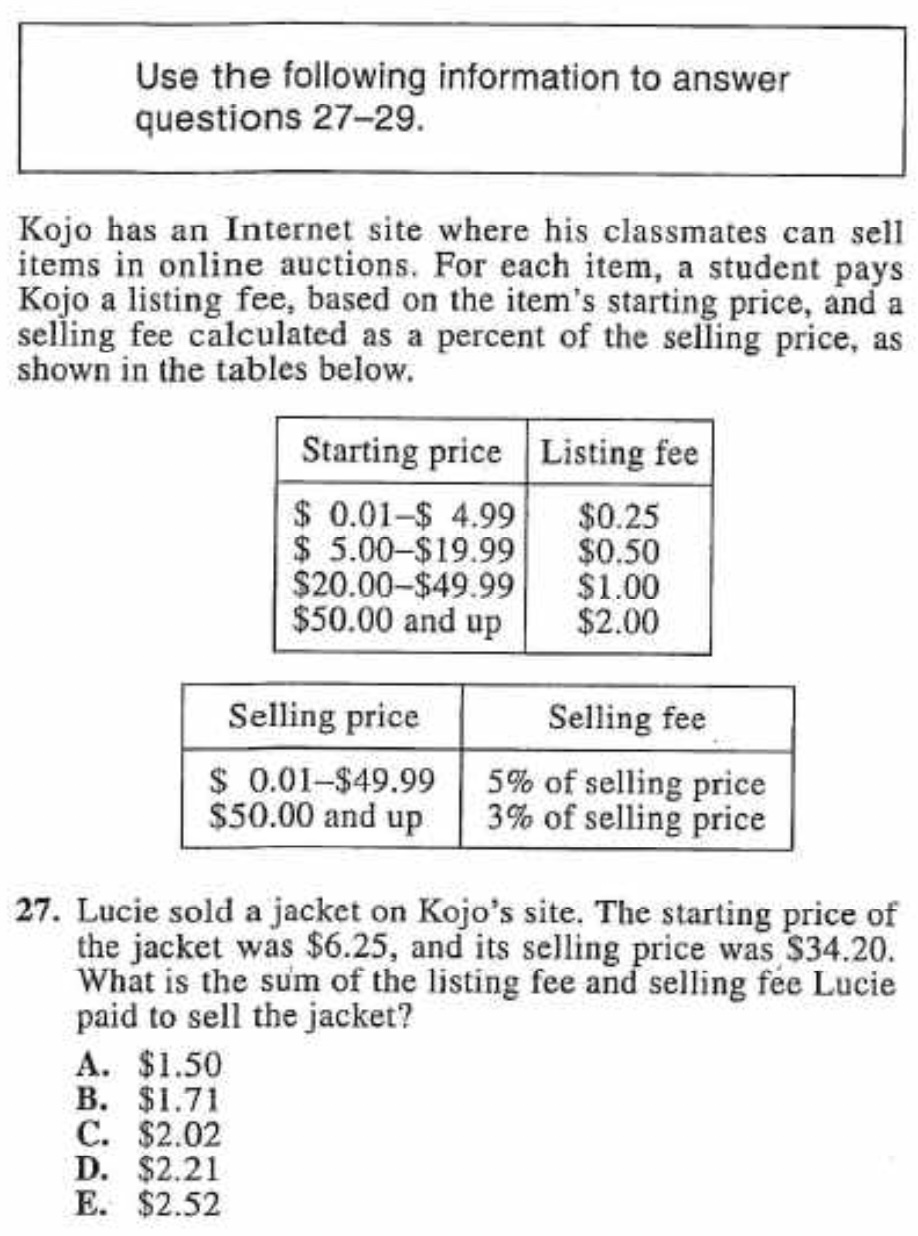 Use the following information to answer
questions 27–29.
Kojo has an Internet site where his classmates can sell
items in online auctions. For each item, a student pays
Kojo a listing fee, based on the item's starting price, and a
selling fee calculated as a percent of the selling price, as
shown in the tables below.
Starting price Listing fee
$ 0.01–$ 4.99 $0.25
$ 5.00–$19.99 $0.50
$20.00–$49.99 $1.00
$50.00 and up $2.00
Selling price Selling fee
$ 0.01–$49.99 5% of selling price
$50.00 and up 3% of selling price
27. Lucie sold a jacket on Kojo's site. The starting price of
the jacket was $6.25, and its selling price was $34.20.
What is the sum of the listing fee and selling fee Lucie
paid to sell the jacket?
A. $1.50
B. $1.71
C. $2.02
D. $2.21
E. $2.52